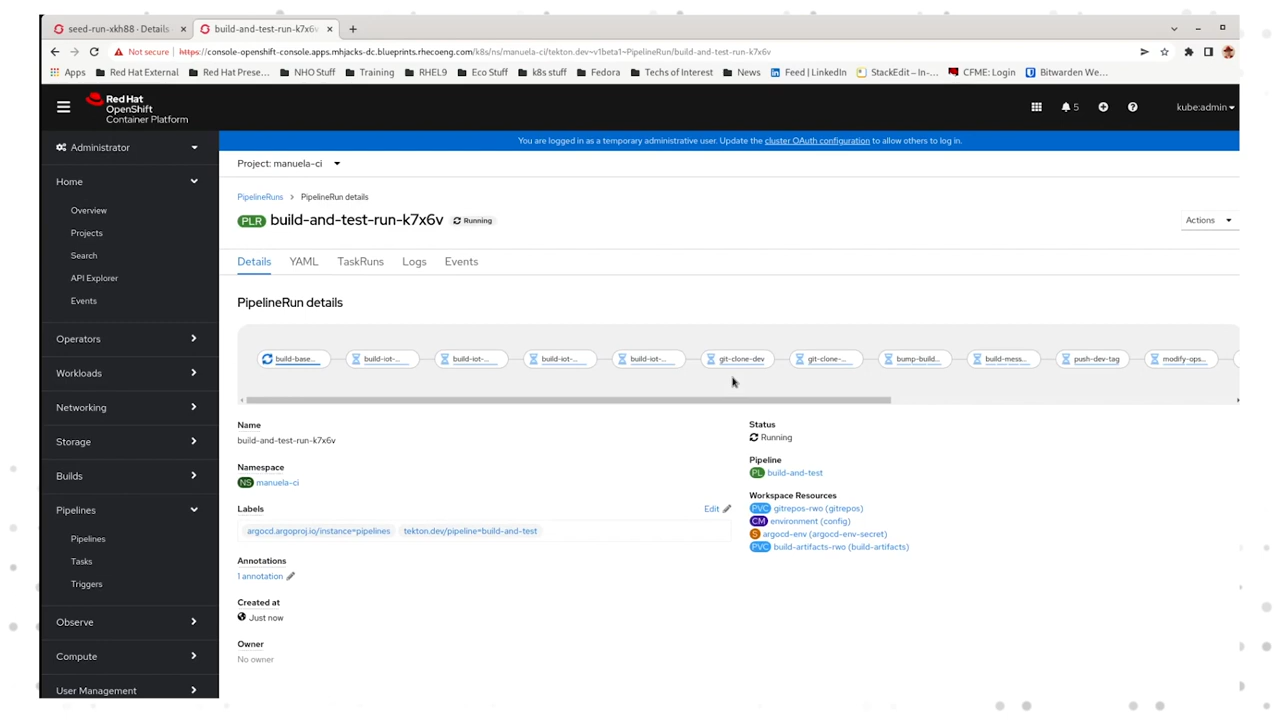 seed-run-xkh88 · Details
build-and-test-run-k7x6v
Not secure
https://console-openshift-console.apps.mhjacks-dc.blueprints.rhecoeng.com/k8s/ns/manuela-ci/tekton.dev~v1beta1~PipelineRun/build-and-test-run-k7x6v
Apps Red Hat External Red Hat Prese... NHO Stuff Training RHEL9 Eco Stuff k8s stuff Fedora Techs of Interest News Feed | LinkedIn StackEdit – In-... CFME: Login Bitwarden We...
Red Hat
OpenShift
Container Platform
5
kube:admin
You are logged in as a temporary administrative user. Update the cluster OAuth configuration to allow others to log in.
Administrator
Home
Overview
Projects
Search
API Explorer
Events
Operators
Workloads
Networking
Storage
Builds
Pipelines
Pipelines
Tasks
Triggers
Observe
Compute
User Management
Project: manuela-ci
PipelineRuns > PipelineRun details
PLR build-and-test-run-k7x6v Running
Actions
Details YAML TaskRuns Logs Events
PipelineRun details
build-base... build-iot-... build-iot-... build-iot-... build-iot-... git-clone-dev git-clone-... bump-build... build-mess... push-dev-tag modify-ops...
Name
build-and-test-run-k7x6v
Namespace
NS manuela-ci
Labels
Edit
argocd.argoproj.io/instance=pipelines tekton.dev/pipeline=build-and-test
Annotations
1 annotation
Created at
Just now
Owner
No owner
Status
Running
Pipeline
PL build-and-test
Workspace Resources
PVC gitrepos-rwo (gitrepos)
CM environment (config)
S argocd-env (argocd-env-secret)
PVC build-artifacts-rwo (build-artifacts)